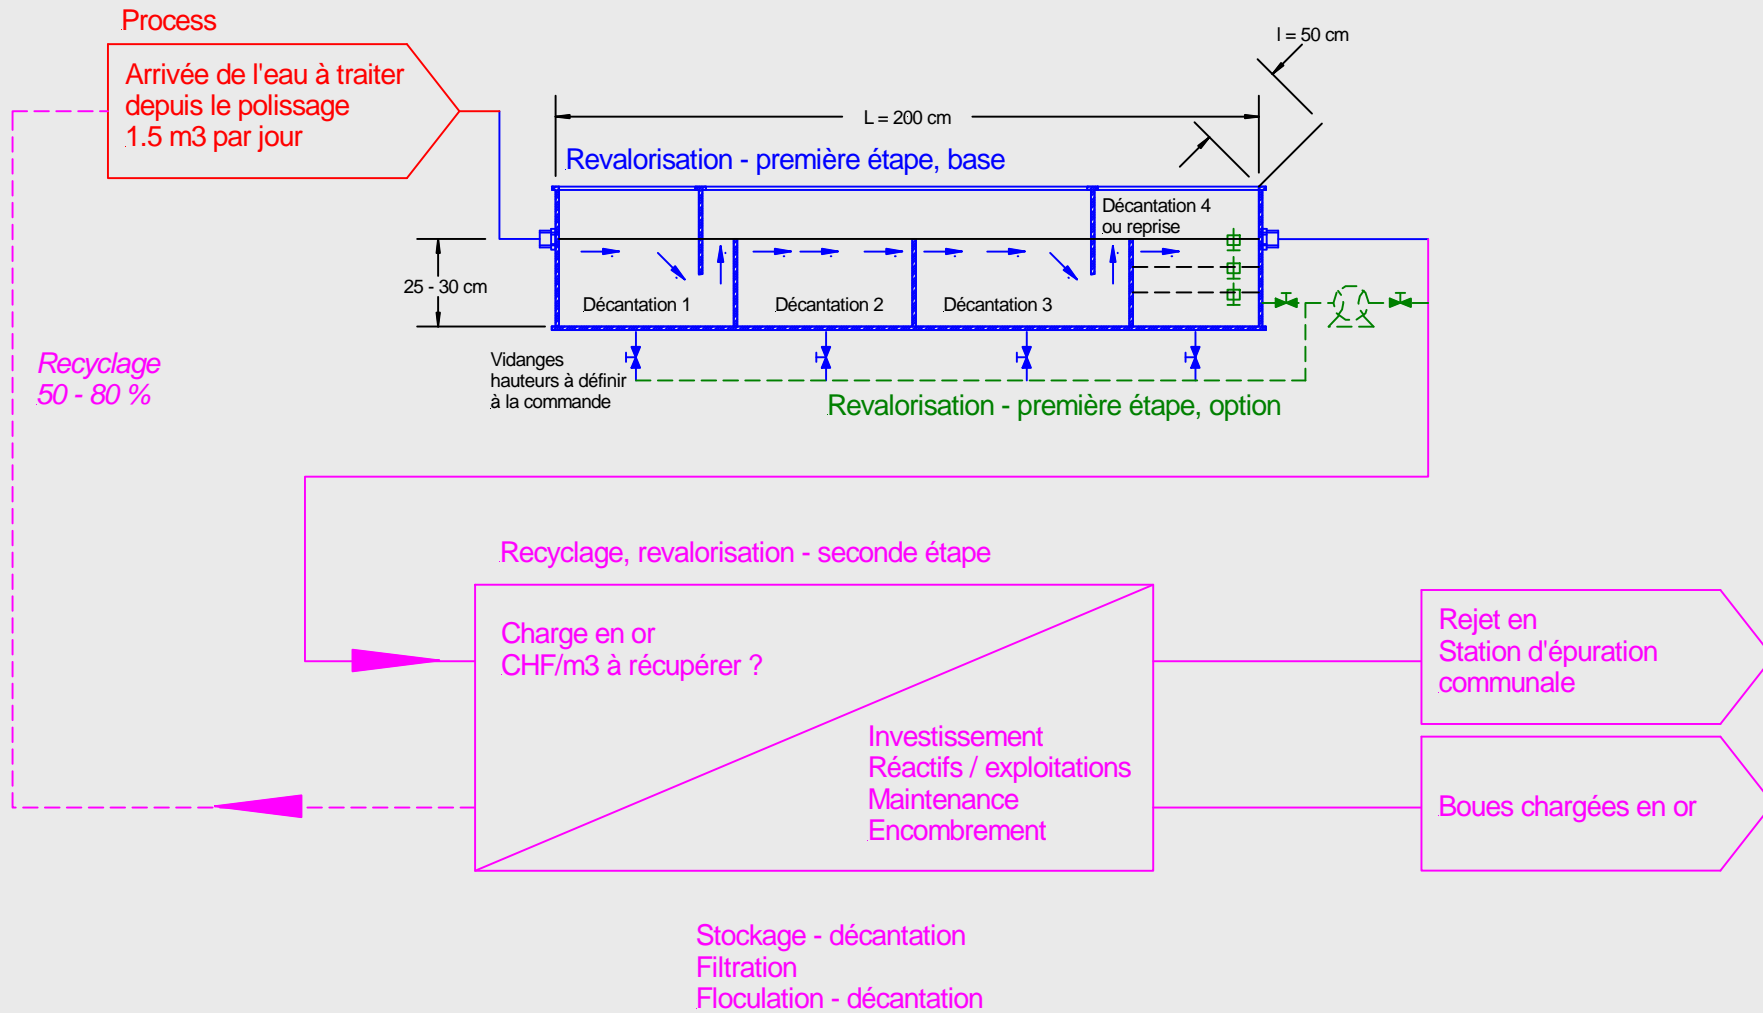 Process
Arrivée de l'eau à traiter
depuis le polissage
1.5 m3 par jour
l = 50 cm
L = 200 cm
Revalorisation - première étape, base
Décantation 4
ou reprise
25 - 30 cm
Décantation 1
Décantation 2
Décantation 3
Vidanges
hauteurs à définir
à la commande
Revalorisation - première étape, option
Recyclage
50 - 80 %
Recyclage, revalorisation - seconde étape
Charge en or
CHF/m3 à récupérer ?
Investissement
Réactifs / exploitations
Maintenance
Encombrement
Rejet en
Station d'épuration
communale
Boues chargées en or
Stockage - décantation
Filtration
Floculation - décantation